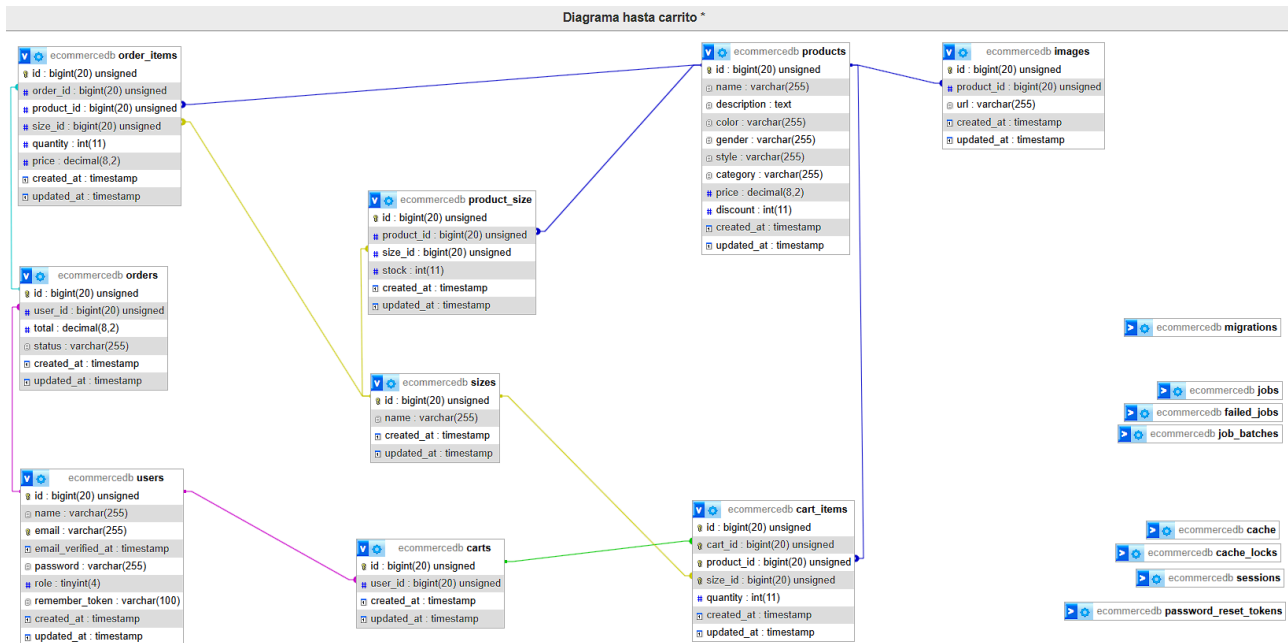 Diagrama hasta carrito *
ecommercedb order_items
id : bigint(20) unsigned
order_id : bigint(20) unsigned
product_id : bigint(20) unsigned
size_id : bigint(20) unsigned
quantity : int(11)
price : decimal(8,2)
created_at : timestamp
updated_at : timestamp
ecommercedb products
id : bigint(20) unsigned
name : varchar(255)
description : text
color : varchar(255)
gender : varchar(255)
style : varchar(255)
category : varchar(255)
price : decimal(8,2)
discount : int(11)
created_at : timestamp
updated_at : timestamp
ecommercedb images
id : bigint(20) unsigned
product_id : bigint(20) unsigned
url : varchar(255)
created_at : timestamp
updated_at : timestamp
ecommercedb product_size
id : bigint(20) unsigned
product_id : bigint(20) unsigned
size_id : bigint(20) unsigned
stock : int(11)
created_at : timestamp
updated_at : timestamp
ecommercedb orders
id : bigint(20) unsigned
user_id : bigint(20) unsigned
total : decimal(8,2)
status : varchar(255)
created_at : timestamp
updated_at : timestamp
ecommercedb migrations
ecommercedb jobs
ecommercedb failed_jobs
ecommercedb job_batches
ecommercedb sizes
id : bigint(20) unsigned
name : varchar(255)
created_at : timestamp
updated_at : timestamp
ecommercedb users
id : bigint(20) unsigned
name : varchar(255)
email : varchar(255)
email_verified_at : timestamp
password : varchar(255)
role : tinyint(4)
remember_token : varchar(100)
created_at : timestamp
updated_at : timestamp
ecommercedb carts
id : bigint(20) unsigned
user_id : bigint(20) unsigned
created_at : timestamp
updated_at : timestamp
ecommercedb cart_items
id : bigint(20) unsigned
cart_id : bigint(20) unsigned
product_id : bigint(20) unsigned
size_id : bigint(20) unsigned
quantity : int(11)
created_at : timestamp
updated_at : timestamp
ecommercedb cache
ecommercedb cache_locks
ecommercedb sessions
ecommercedb password_reset_tokens